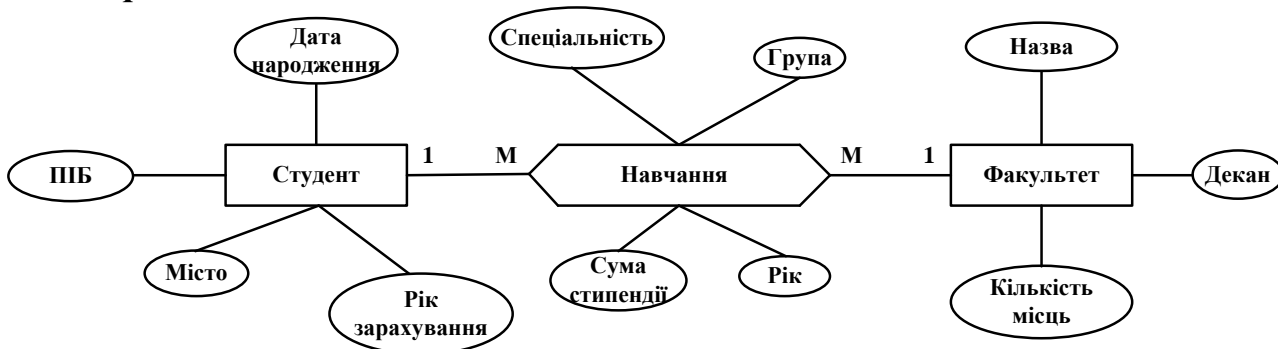 Дата
народження
Спеціальність
Група
Назва
ПІБ
Студент
1
М
Навчання
М
1
Факультет
Декан
Місто
Рік
зарахування
Сума
стипендії
Рік
Кількість
місць